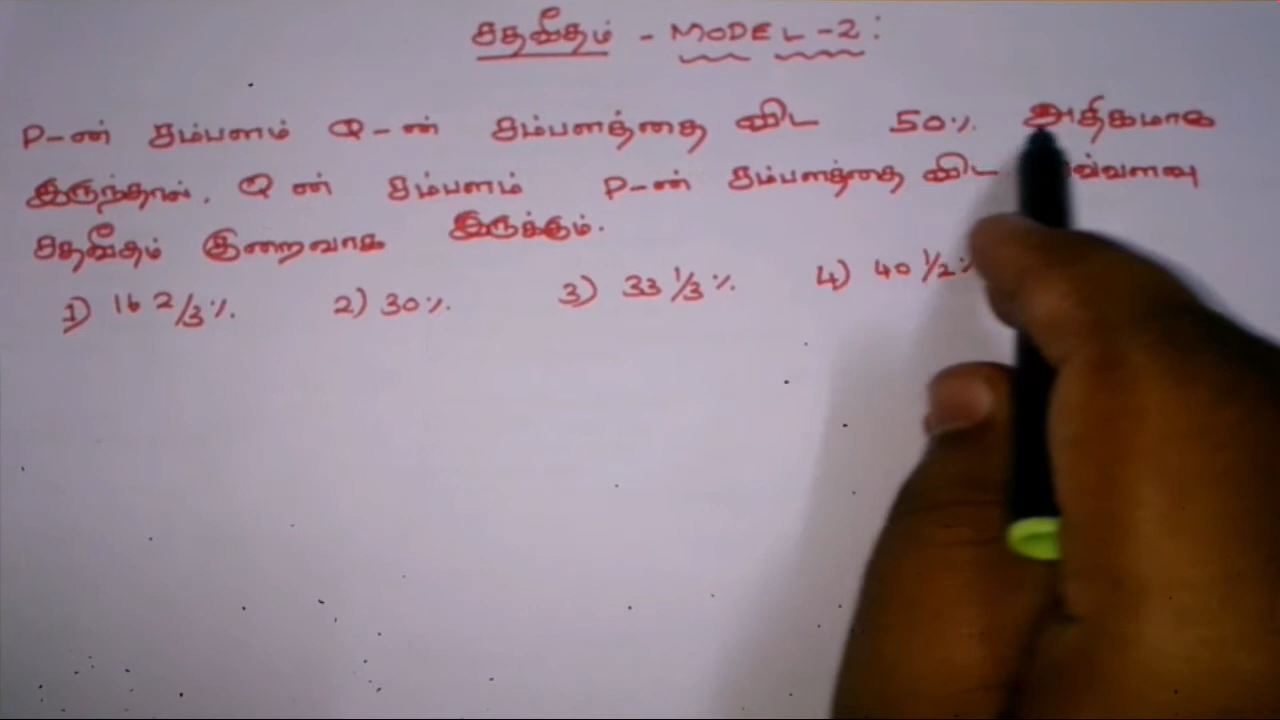 சதவீதம் - MODEL-2:
P-ன் சம்பளம் Q-ன் சம்பளத்தை விட 50% அதிகமாக
இருந்தால், Q ன் சம்பளம் P-ன் சம்பளத்தை விட
சதவீதம் குறைவாக இருக்கும்.
1) 16 2/3% 2) 30% 3) 33 1/3% 4) 40 1/2%